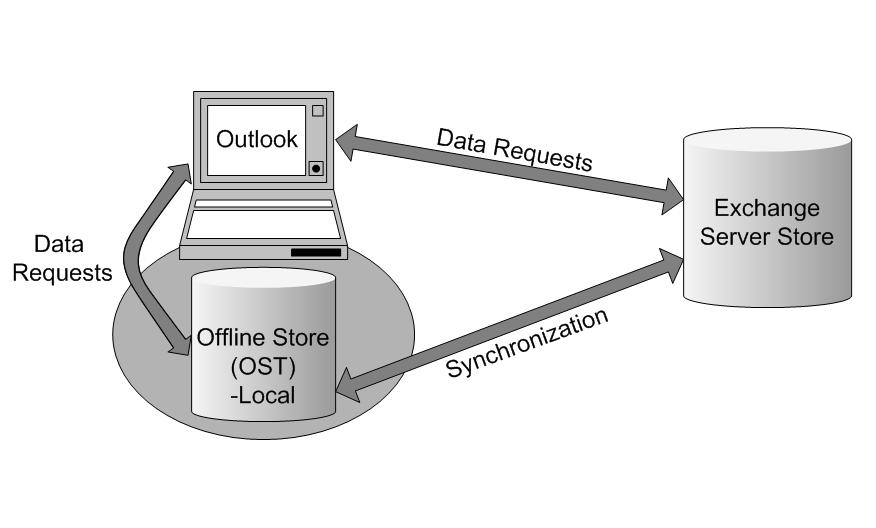 Outlook
Data Requests
Exchange
Server Store
Data
Requests
Offline Store
(OST)
-Local
Synchronization